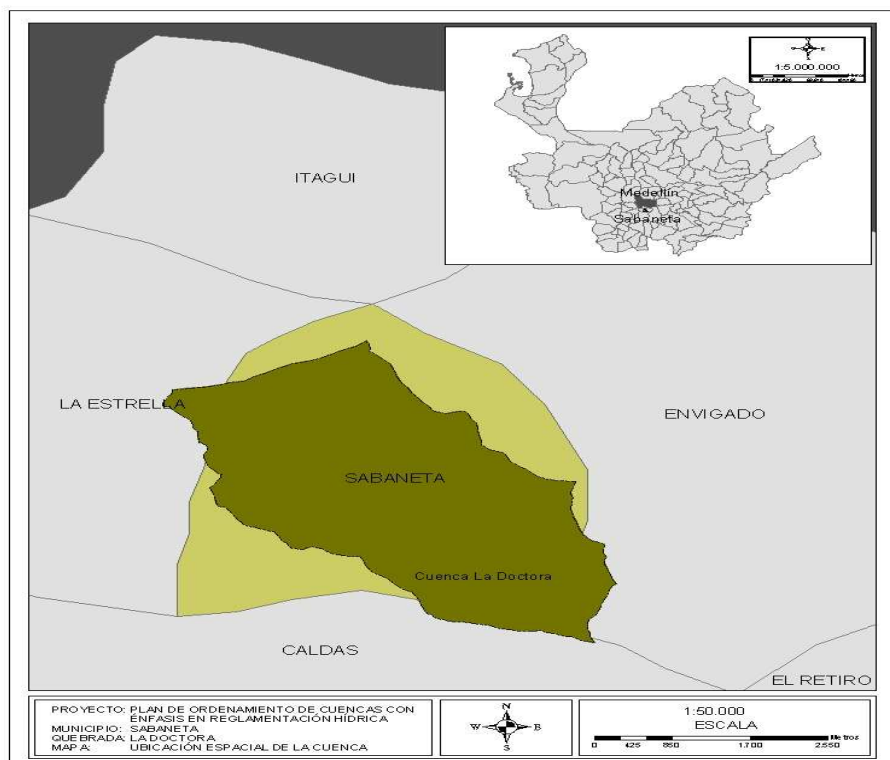 1:5.000.000
Medellín
Sabaneta
ITAGUI
LA ESTRELLA
ENVIGADO
SABANETA
Cuenca La Doctora
CALDAS
EL RETIRO
PROYECTO: PLAN DE ORDENAMIENTO DE CUENCAS CON
ÉNFASIS EN REGLAMENTACIÓN HÍDRICA
MUNICIPIO: SABANETA
QUEBRADA: LA DOCTORA
MAPA: UBICACIÓN ESPACIAL DE LA CUENCA
N
W E
S
1:50.000
ESCALA
Metros
0 425 850 1.700 2.550